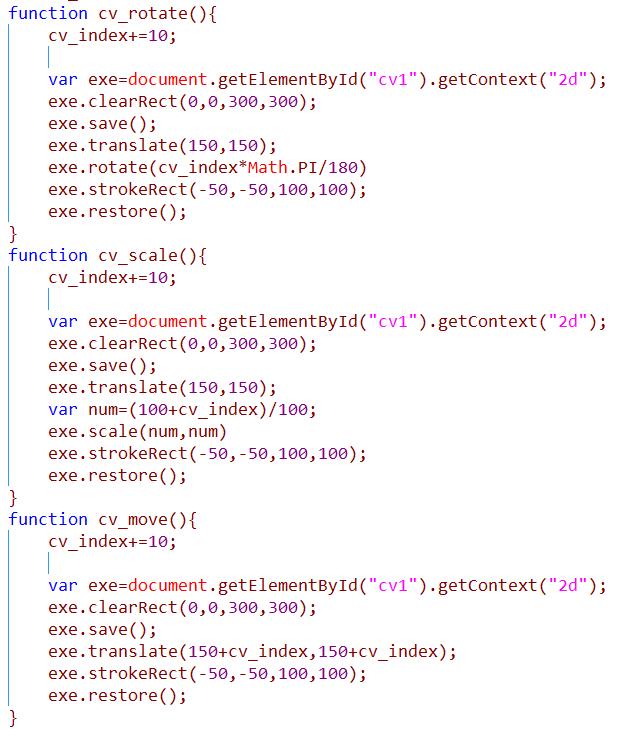 function cv_rotate(){
    cv_index+=10;
    var exe=document.getElementById("cv1").getContext("2d");
    exe.clearRect(0,0,300,300);
    exe.save();
    exe.translate(150,150);
    exe.rotate(cv_index*Math.PI/180)
    exe.strokeRect(-50,-50,100,100);
    exe.restore();
}
function cv_scale(){
    cv_index+=10;
    var exe=document.getElementById("cv1").getContext("2d");
    exe.clearRect(0,0,300,300);
    exe.save();
    exe.translate(150,150);
    var num=(100+cv_index)/100;
    exe.scale(num,num)
    exe.strokeRect(-50,-50,100,100);
    exe.restore();
}
function cv_move(){
    cv_index+=10;
    var exe=document.getElementById("cv1").getContext("2d");
    exe.clearRect(0,0,300,300);
    exe.save();
    exe.translate(150+cv_index,150+cv_index);
    exe.strokeRect(-50,-50,100,100);
    exe.restore();
}